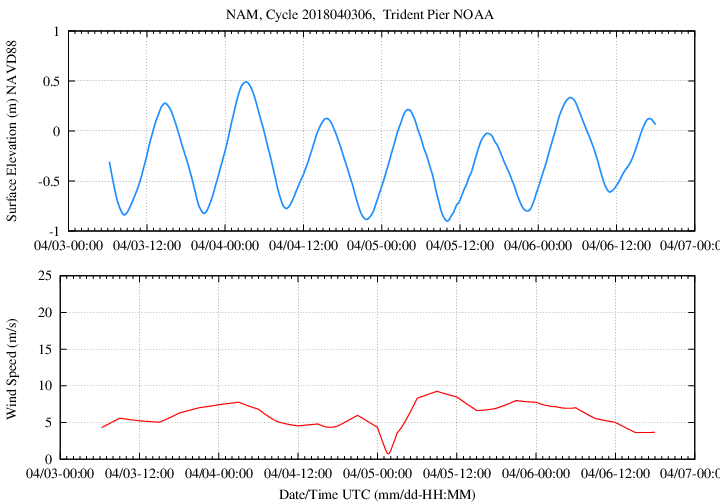 NAM, Cycle 2018040306,  Trident Pier NOAA
Surface Elevation (m) NAVD88
1
0.5
0
-0.5
-1
04/03-00:00 04/03-12:00 04/04-00:00 04/04-12:00 04/05-00:00 04/05-12:00 04/06-00:00 04/06-12:00 04/07-0
Wind Speed (m/s)
25
20
15
10
5
0
04/03-00:00 04/03-12:00 04/04-00:00 04/04-12:00 04/05-00:00 04/05-12:00 04/06-00:00 04/06-12:00 04/07-0
Date/Time UTC (mm/dd-HH:MM)